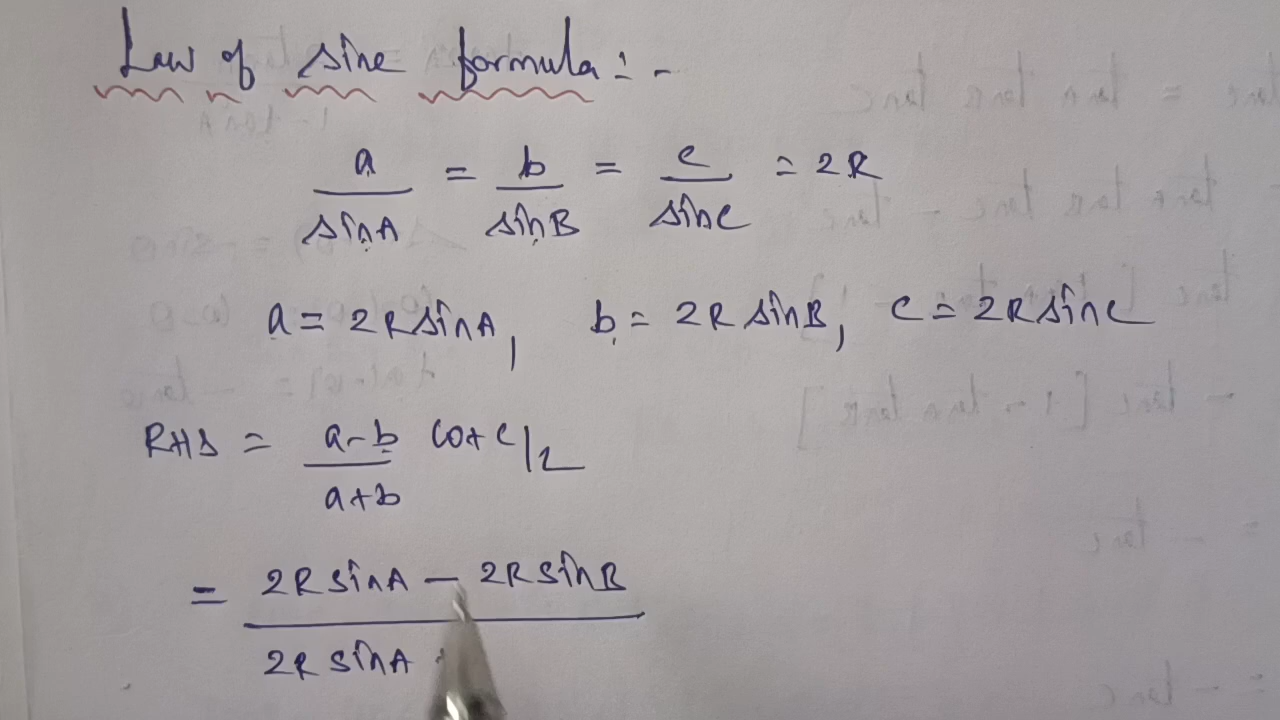 Law of sine formula:-
a/sinA = b/sinB = c/sinC = 2R
a = 2R sinA, b = 2R sinB, c = 2R sinC
RHS = (a-b)/(a+b) cot c/2
= (2R sinA - 2R sinB)/(2R sinA